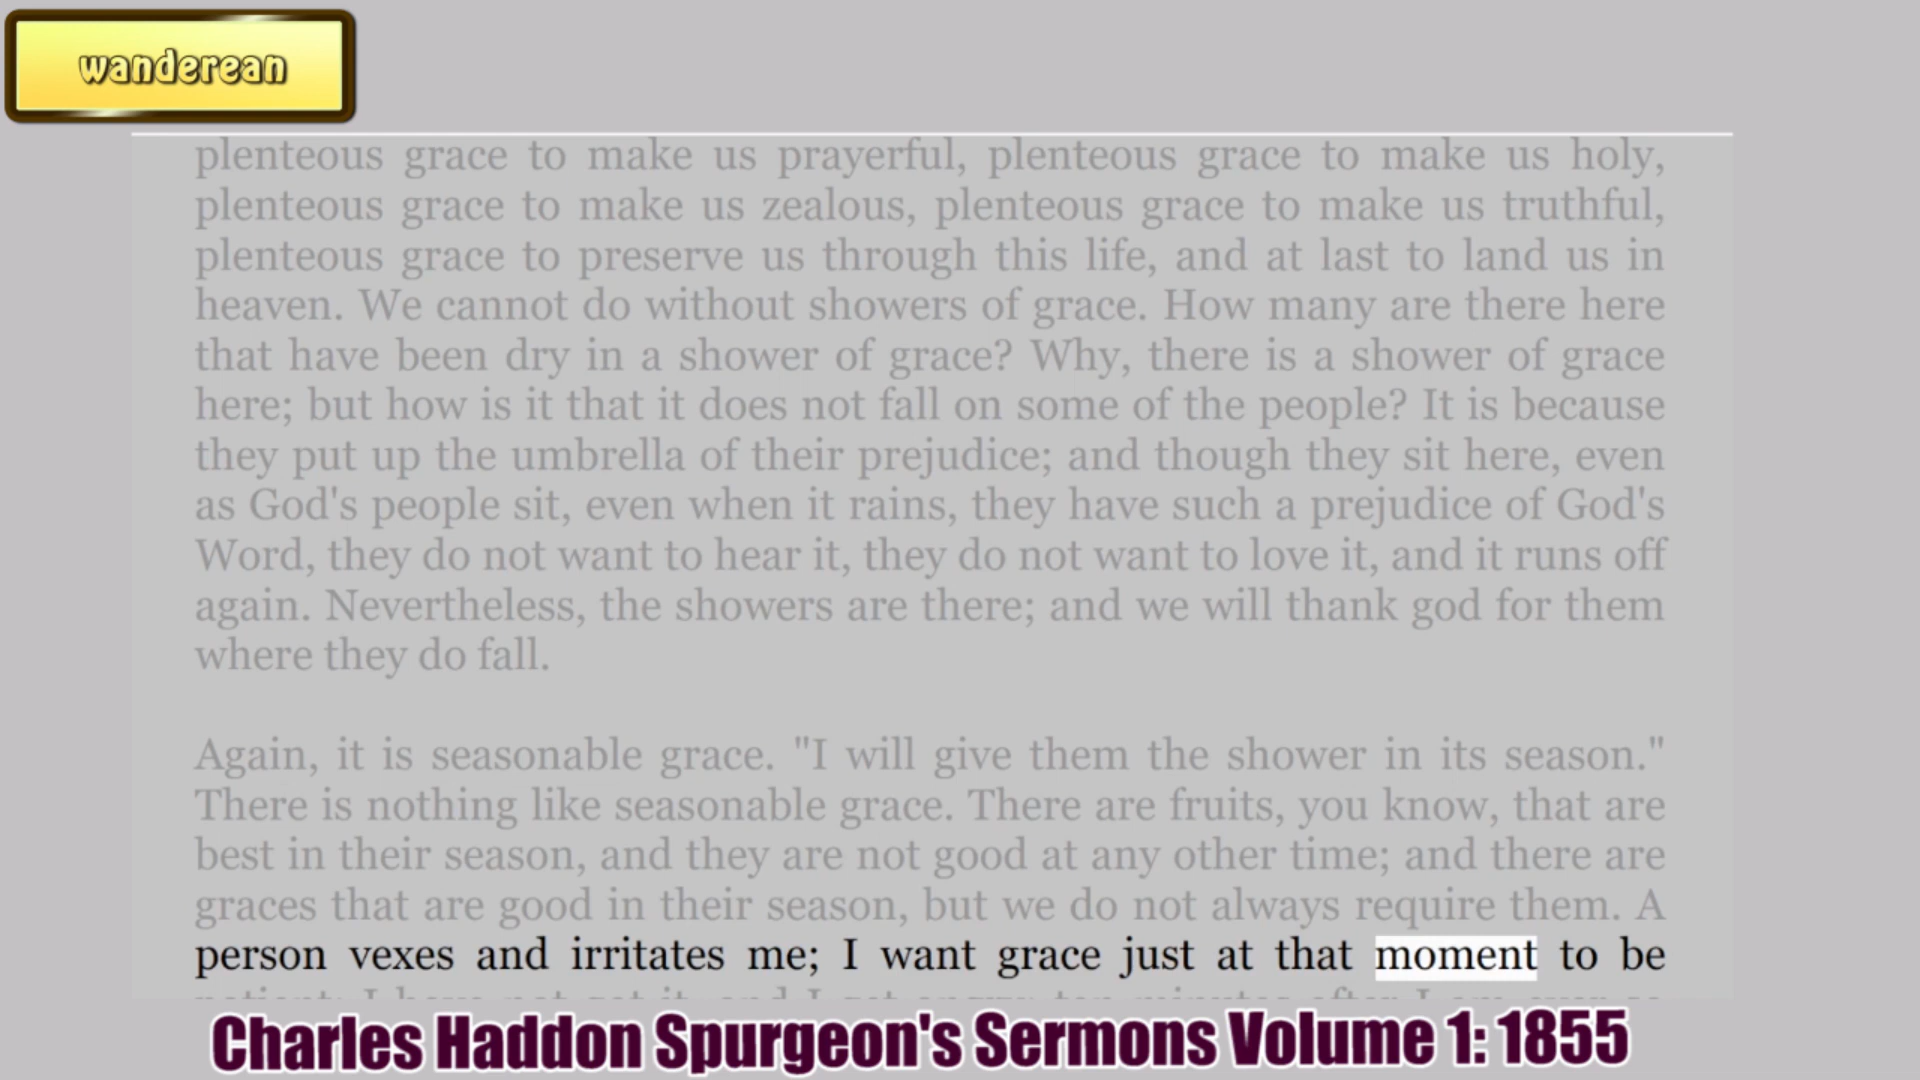 wanderean
plenteous grace to make us prayerful, plenteous grace to make us holy,
plenteous grace to make us zealous, plenteous grace to make us truthful,
plenteous grace to preserve us through this life, and at last to land us in
heaven. We cannot do without showers of grace. How many are there here
that have been dry in a shower of grace? Why, there is a shower of grace
here; but how is it that it does not fall on some of the people? It is because
they put up the umbrella of their prejudice; and though they sit here, even
as God's people sit, even when it rains, they have such a prejudice of God's
Word, they do not want to hear it, they do not want to love it, and it runs off
again. Nevertheless, the showers are there; and we will thank god for them
where they do fall.
Again, it is seasonable grace. "I will give them the shower in its season."
There is nothing like seasonable grace. There are fruits, you know, that are
best in their season, and they are not good at any other time; and there are
graces that are good in their season, but we do not always require them. A
person vexes and irritates me; I want grace just at that moment to be
Charles Haddon Spurgeon's Sermons Volume 1: 1855